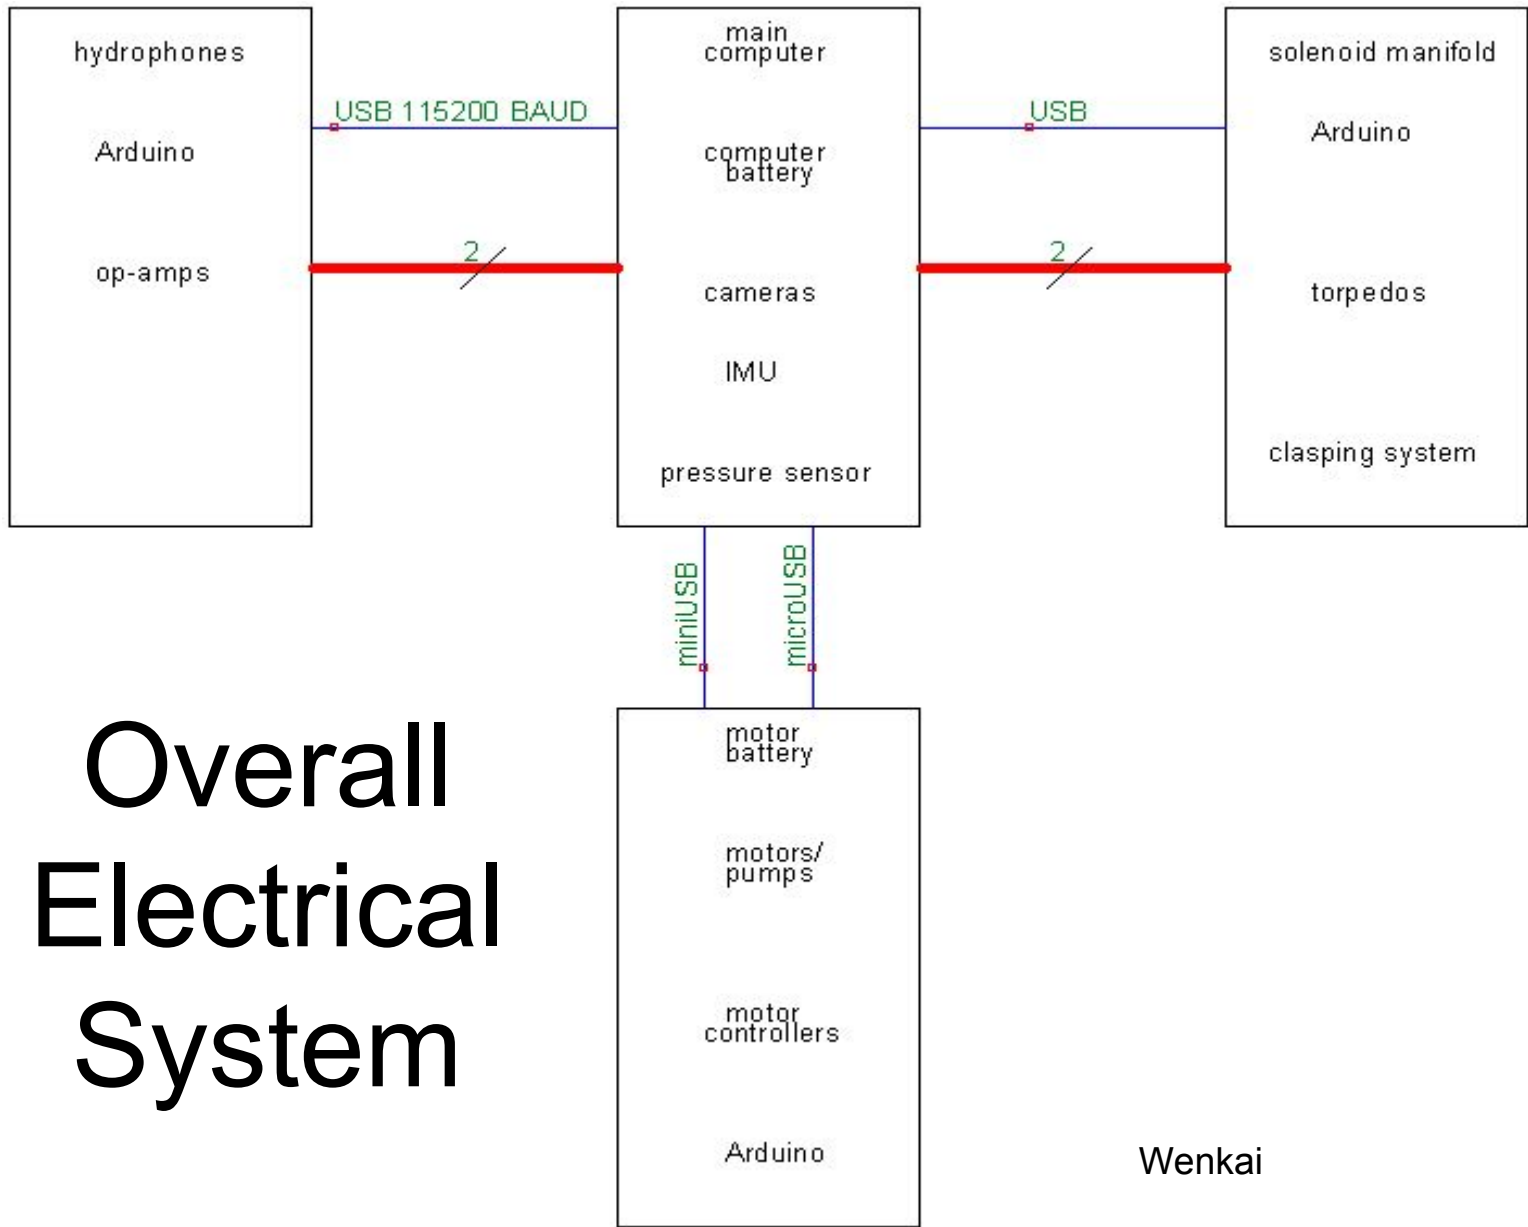 hydrophones
Arduino
op-amps
USB 115200 BAUD
2
main
computer
computer
battery
cameras
IMU
pressure sensor
USB
2
solenoid manifold
Arduino
torpedos
clasping system
miniUSB
microUSB
motor
battery
motors/
pumps
motor
controllers
Arduino
Overall
Electrical
System
Wenkai